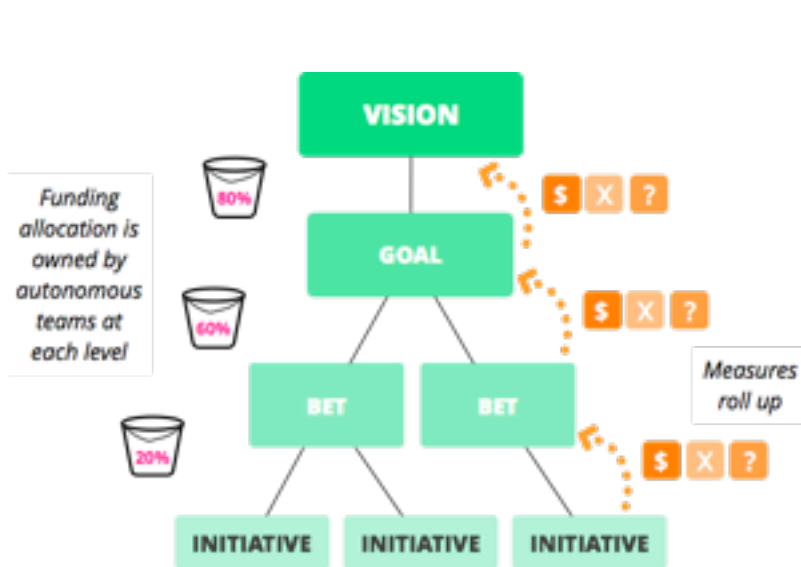 VISION
80%
$ X ?
Funding
allocation is
owned by
autonomous
teams at
each level
GOAL
60%
$ X ?
BET
BET
Measures
roll up
20%
$ X ?
INITIATIVE
INITIATIVE
INITIATIVE